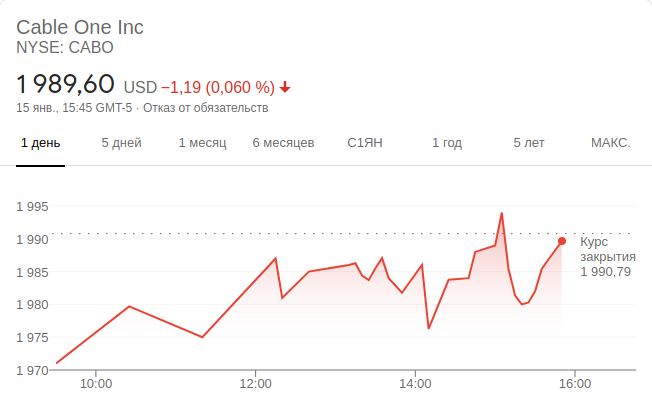 Cable One Inc
NYSE: CABO
1 989,60 USD −1,19 (0,060 %)
15 янв., 15:45 GMT-5 · Отказ от обязательств
1 день 5 дней 1 месяц 6 месяцев С1ЯН 1 год 5 лет МАКС.
1 995
1 990
1 985
1 980
1 975
1 970
Курс
закрытия
1 990,79
10:00 12:00 14:00 16:00